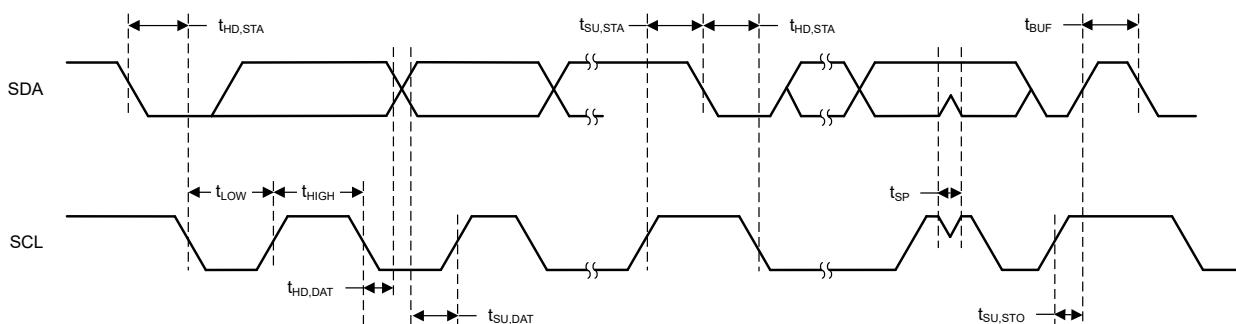 tHD,STA
tSU,STA
tHD,STA
tBUF
SDA
tLOW
tHIGH
tSP
SCL
tHD,DAT
tSU,DAT
tSU,STO